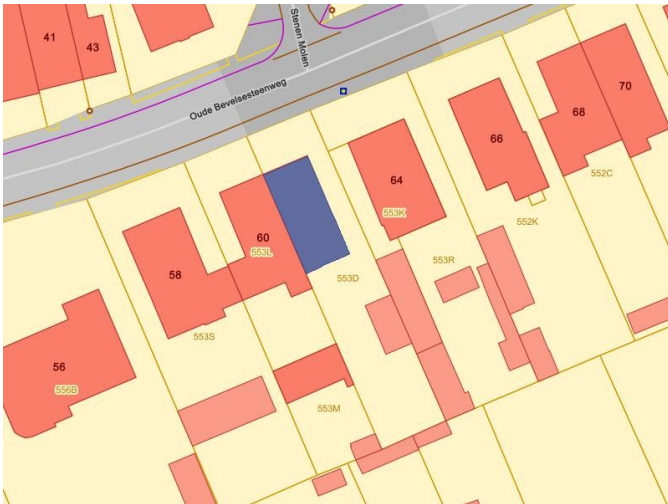 41
43
Stenen Molen
Oude Bevelsesteenweg
70
68
66
64
552C
553K
552K
60
553L
58
553R
553D
553S
56
556B
553M